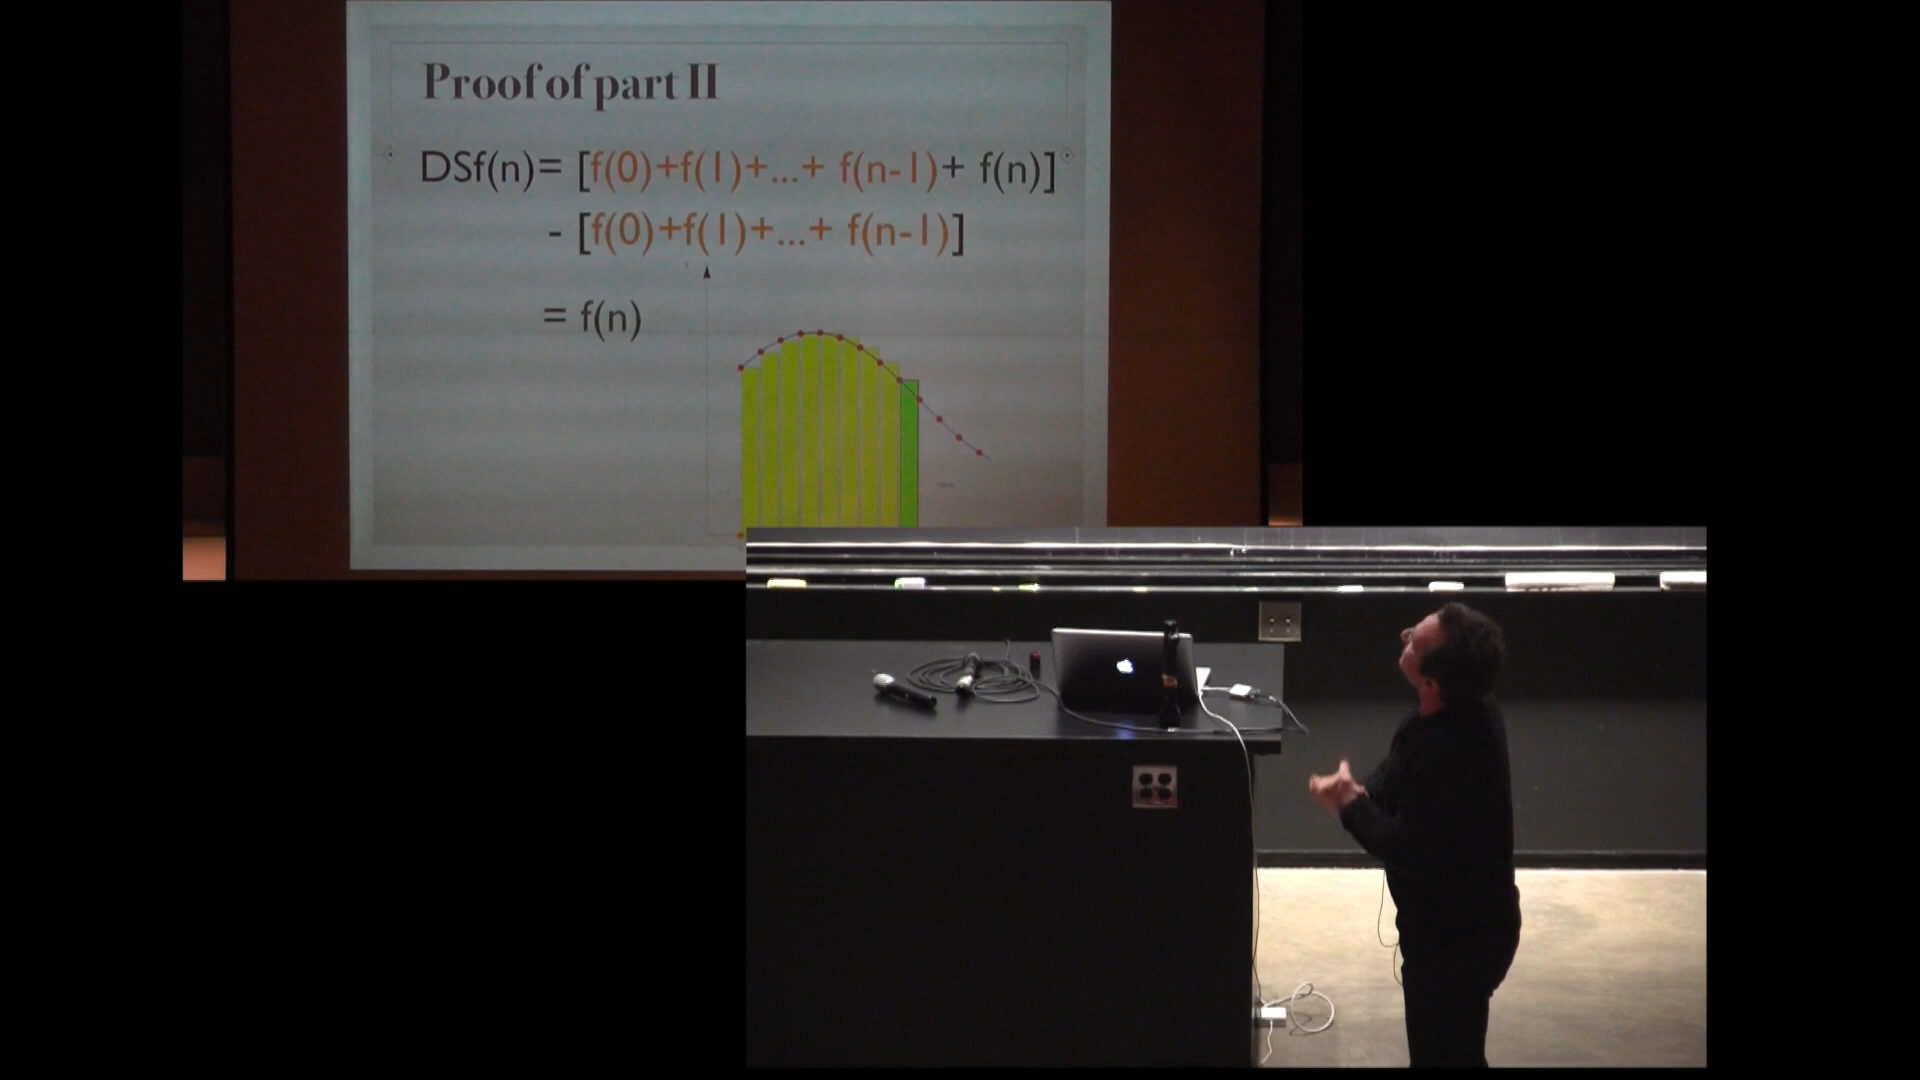 Proof of part II
DSf(n)= [f(0)+f(1)+...+ f(n-1)+ f(n)]
- [f(0)+f(1)+...+ f(n-1)]
= f(n)